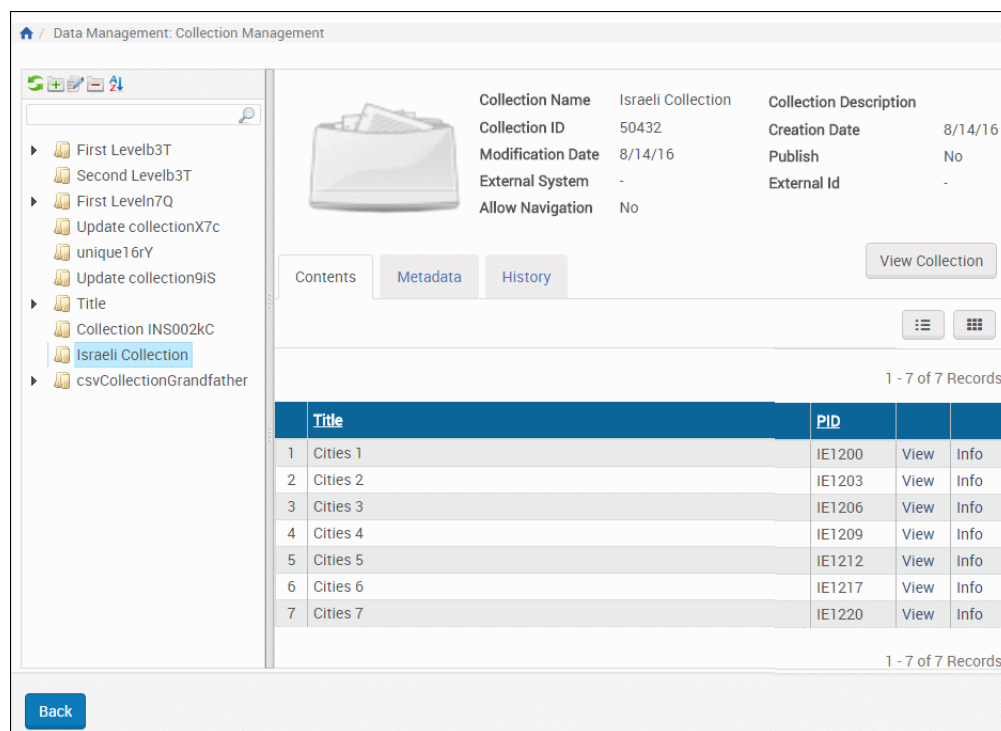 / Data Management: Collection Management
First Levelb3T
Second Levelb3T
First Leveln7Q
Update collectionX7c
unique16rY
Update collection9iS
Title
Collection INS002kC
Israeli Collection
csvCollectionGrandfather
Collection Name Israeli Collection Collection Description
Collection ID 50432 Creation Date 8/14/16
Modification Date 8/14/16 Publish No
External System - External Id -
Allow Navigation No
View Collection
Contents Metadata History
1 - 7 of 7 Records
Title PID
1 Cities 1 IE1200 View Info
2 Cities 2 IE1203 View Info
3 Cities 3 IE1206 View Info
4 Cities 4 IE1209 View Info
5 Cities 5 IE1212 View Info
6 Cities 6 IE1217 View Info
7 Cities 7 IE1220 View Info
1 - 7 of 7 Records
Back